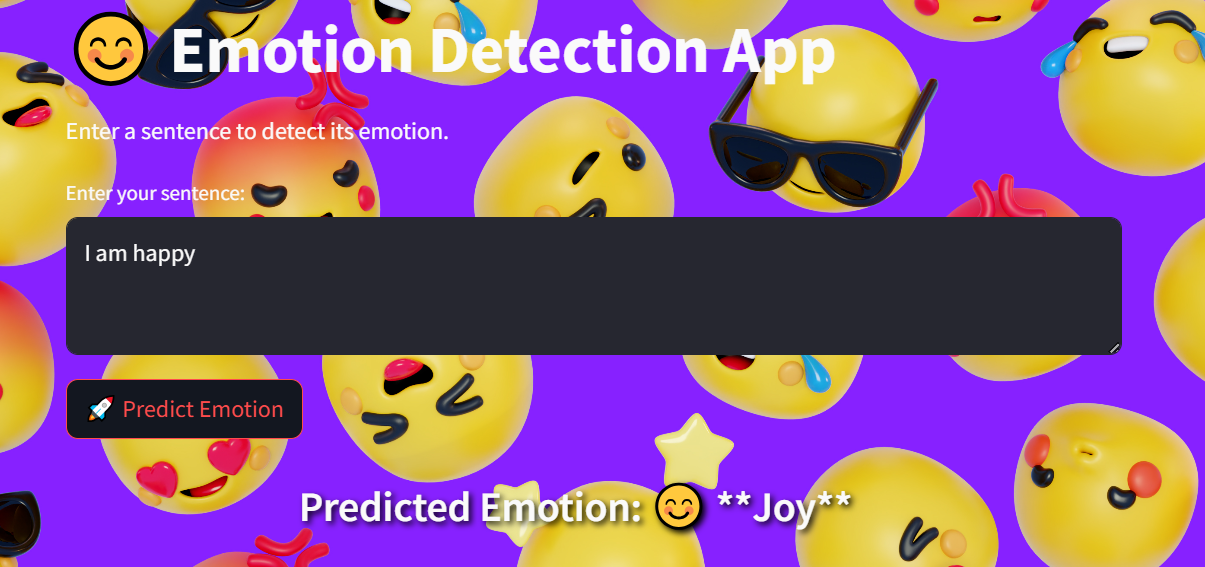 😊 Emotion Detection App
Enter a sentence to detect its emotion.
Enter your sentence:
I am happy
🚀 Predict Emotion
Predicted Emotion: 😊 **Joy**